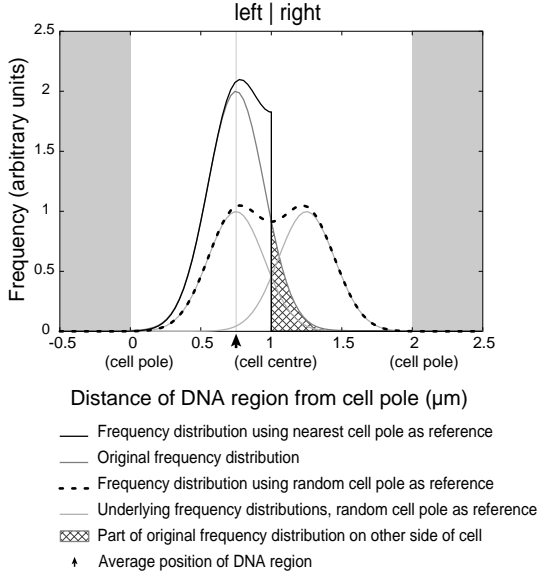 left | right
2.5
2
1.5
1
0.5
0
Frequency (arbitrary units)
-0.5 0 0.5 1 1.5 2 2.5
(cell pole) (cell centre) (cell pole)
Distance of DNA region from cell pole (µm)
Frequency distribution using nearest cell pole as reference
Original frequency distribution
Frequency distribution using random cell pole as reference
Underlying frequency distributions, random cell pole as reference
Part of original frequency distribution on other side of cell
Average position of DNA region